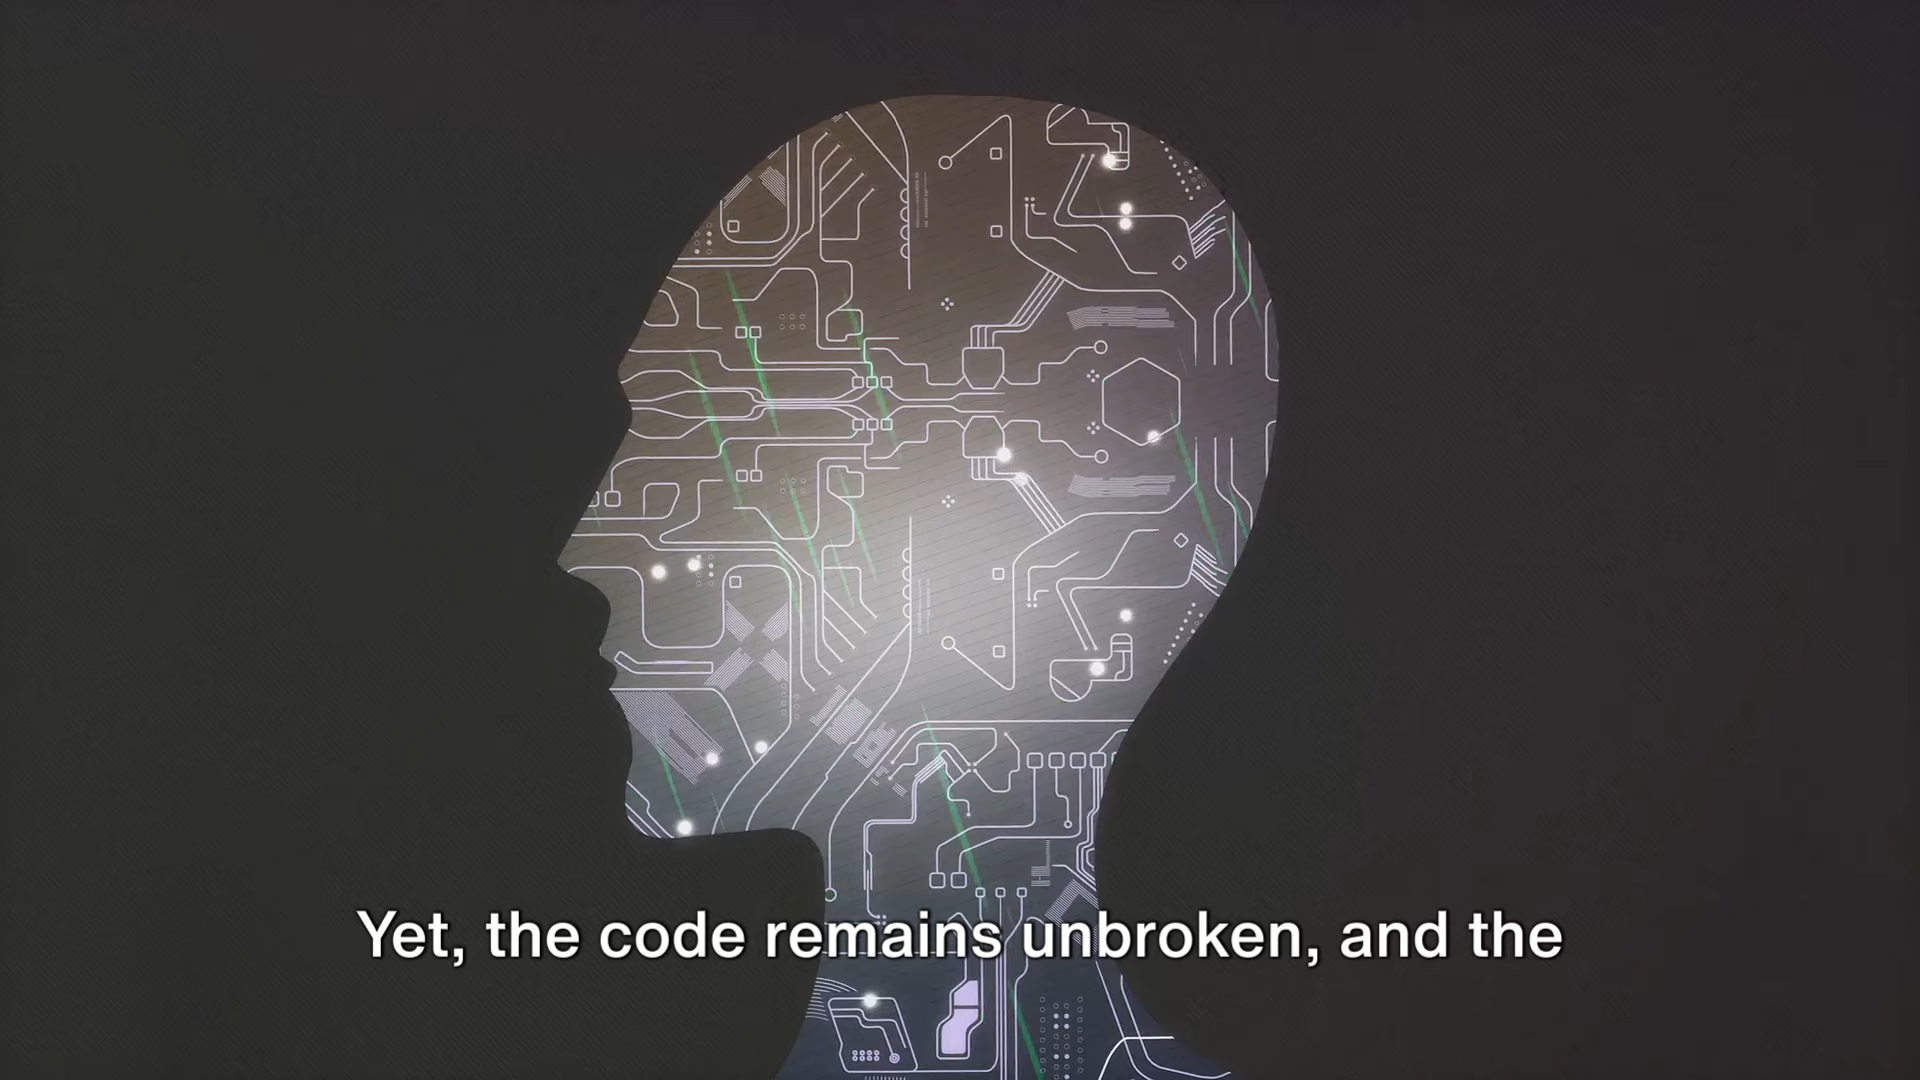 Yet, the code remains unbroken, and the